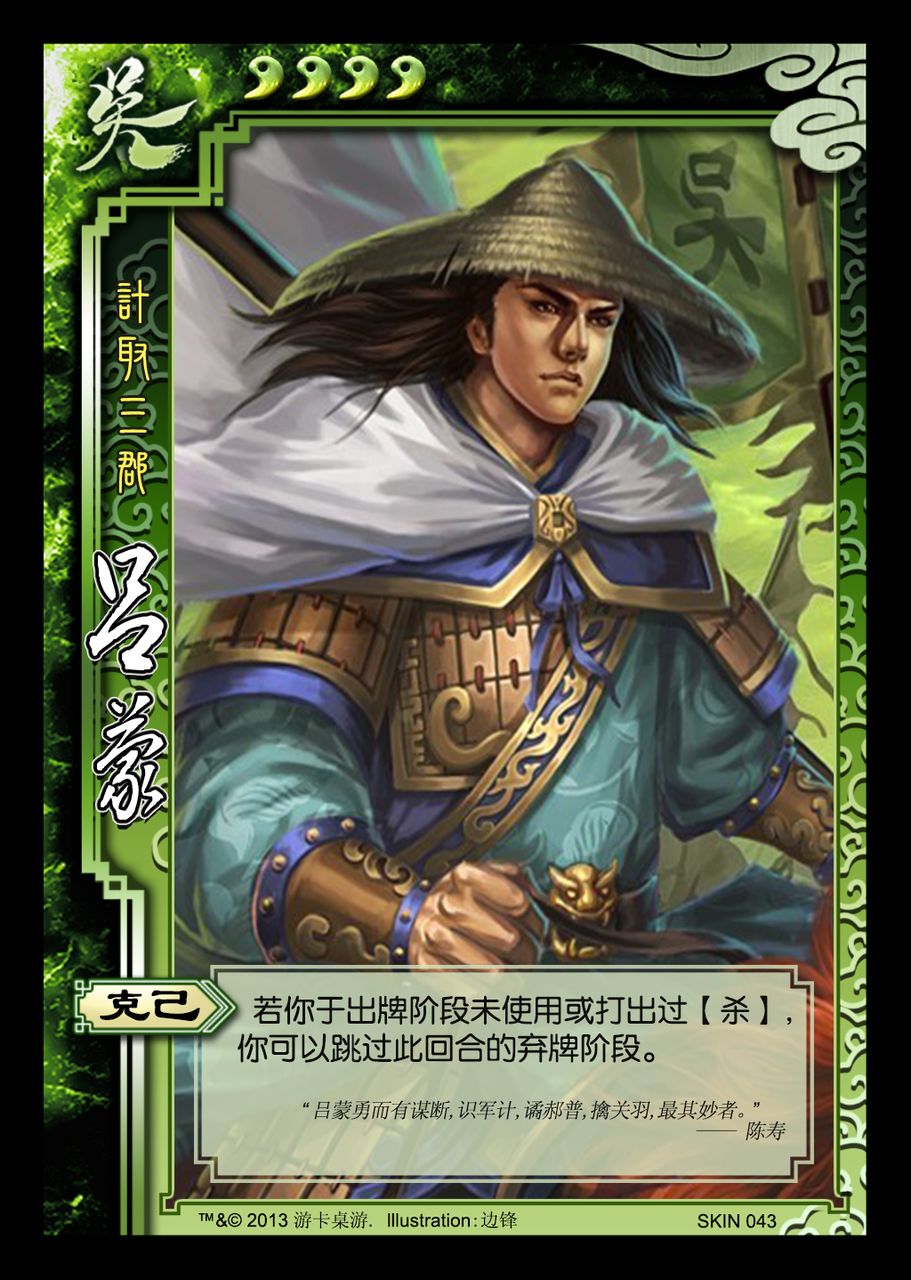 吴
吴
計取三郡
吕蒙
克己
若你于出牌阶段未使用或打出过【杀】,
你可以跳过此回合的弃牌阶段。
“吕蒙勇而有谋断,识军计,谲郝普,擒关羽,最其妙者。”
—— 陈寿
™&© 2013 游卡桌游. Illustration:边锋
SKIN 043